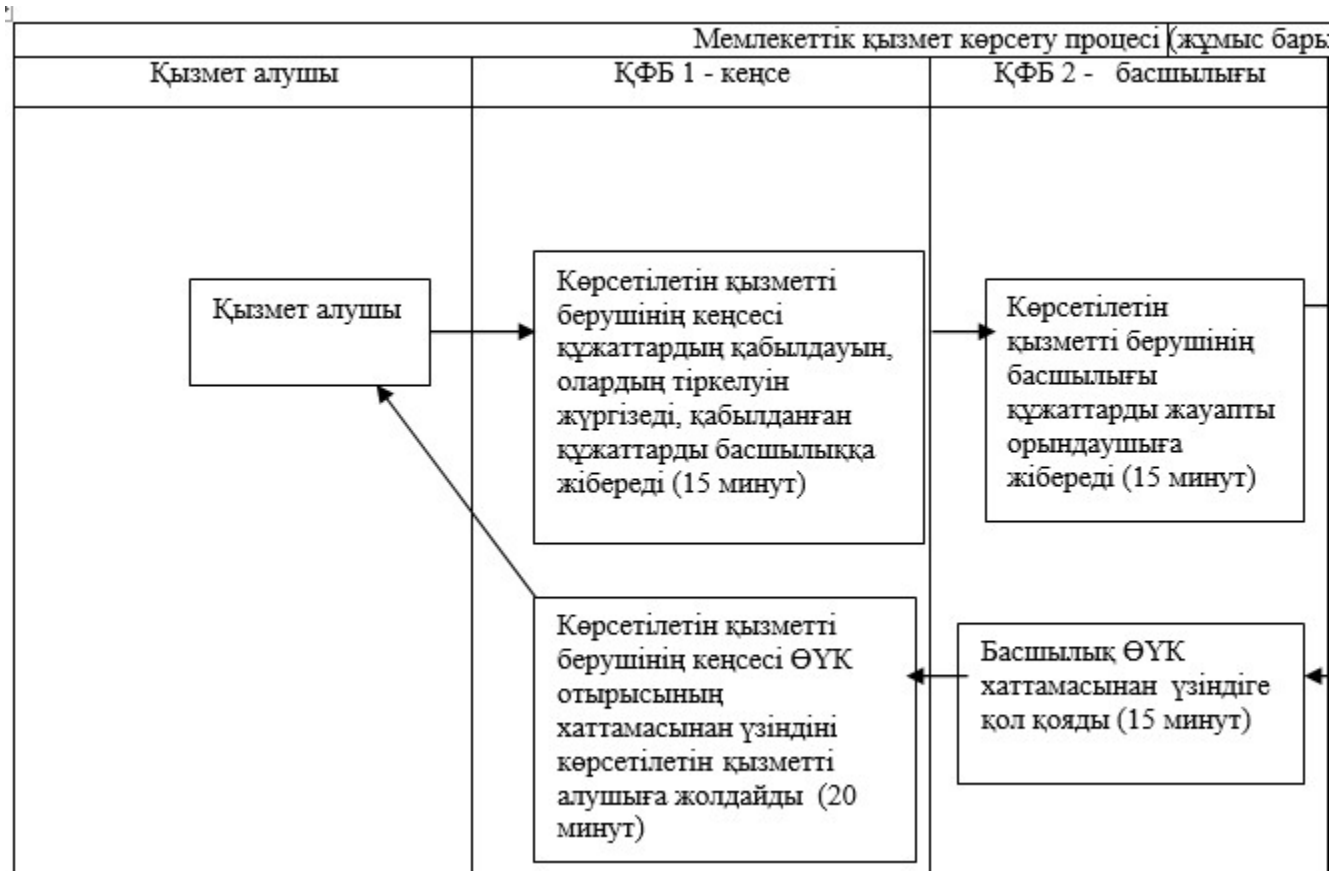 Мемлекеттік қызмет көрсету процесі (жұмыс бары
Қызмет алушы
ҚФБ 1 - кеңсе
ҚФБ 2 - басшылығы
Қызмет алушы
Көрсетілетін қызметті
берушінің кеңсесі
құжаттардың қабылдауын,
олардың тіркелуін
жүргізеді, қабылданған
құжаттарды басшылыққа
жібереді (15 минут)
Көрсетілетін
қызметті берушінің
басшылығы
құжаттарды жауапты
орындаушыға
жібереді (15 минут)
Көрсетілетін қызметті
берушінің кеңсесі ӨҮК
отырысының
хаттамасынан үзіндіні
көрсетілетін қызметті
алушыға жолдайды (20
минут)
Басшылық ӨҮК
хаттамасынан үзіндіге
қол қояды (15 минут)